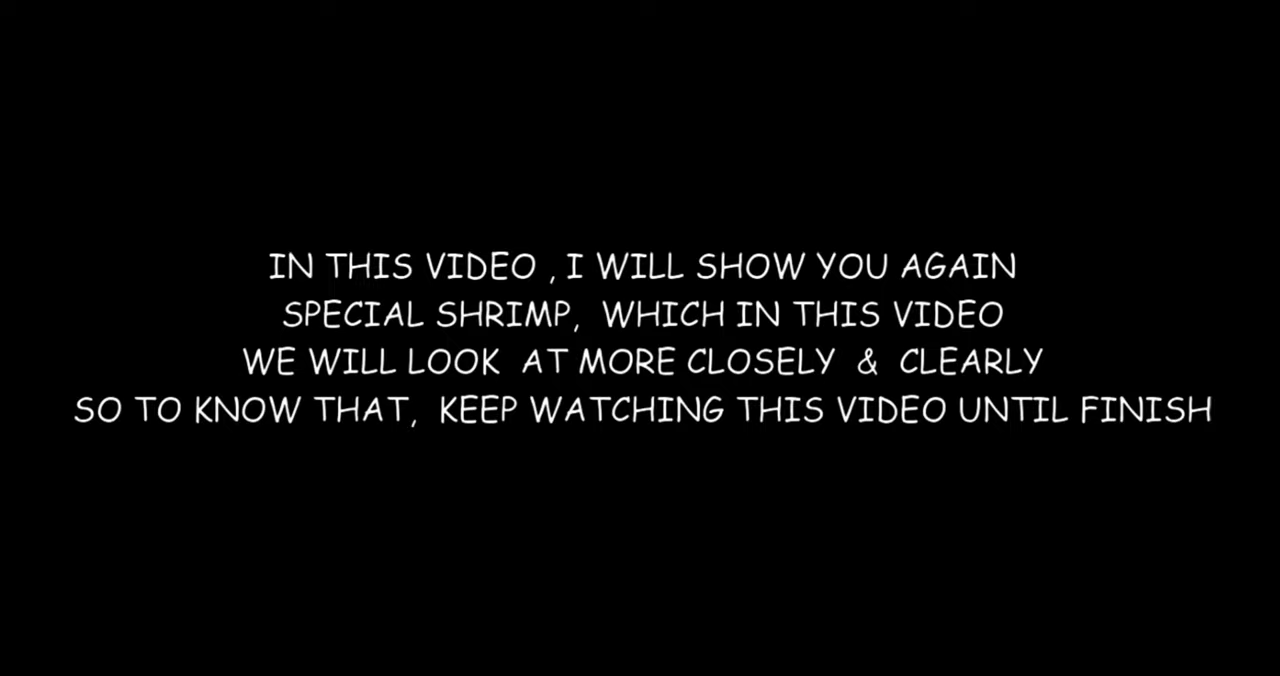 IN THIS VIDEO , I WILL SHOW YOU AGAIN
SPECIAL SHRIMP, WHICH IN THIS VIDEO
WE WILL LOOK AT MORE CLOSELY & CLEARLY
SO TO KNOW THAT, KEEP WATCHING THIS VIDEO UNTIL FINISH